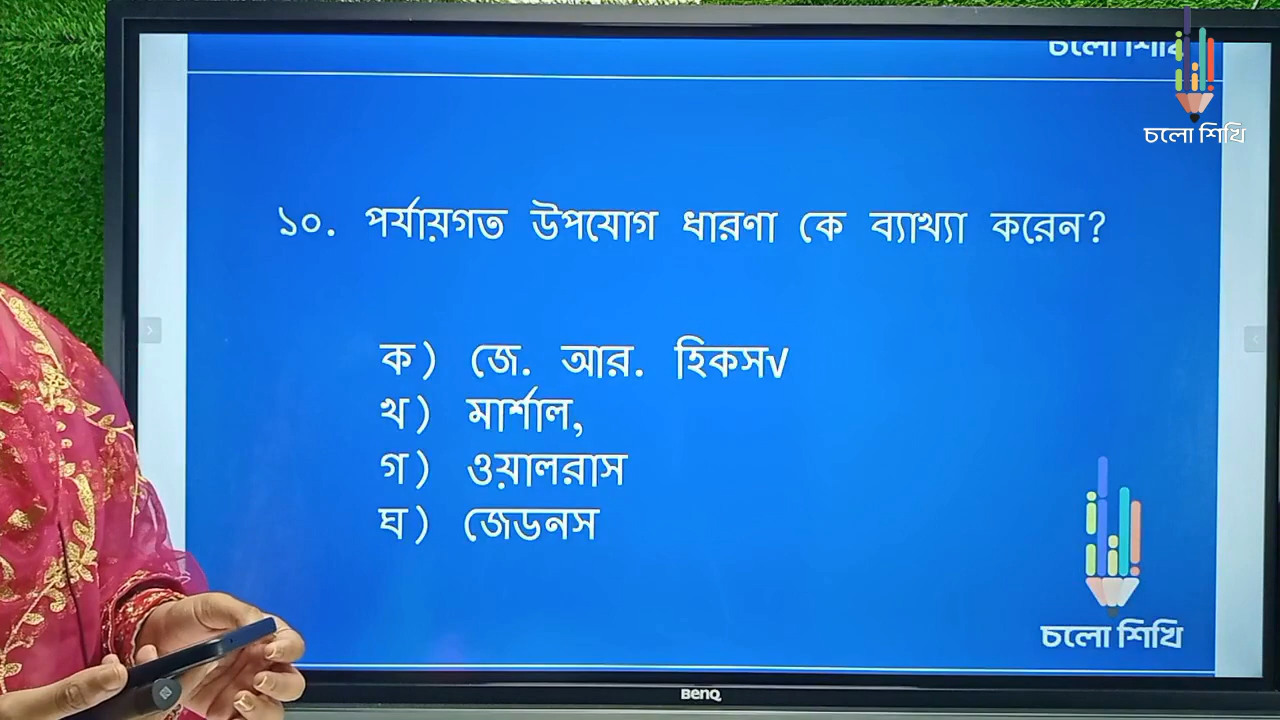 চলো শিখি
চলো শিখি
১০. পর্যায়গত উপযোগ ধারণা কে ব্যাখ্যা করেন?
ক) জে. আর. হিকস√
খ) মার্শাল,
গ) ওয়ালরাস
ঘ) জেডনস
চলো শিখি
BenQ